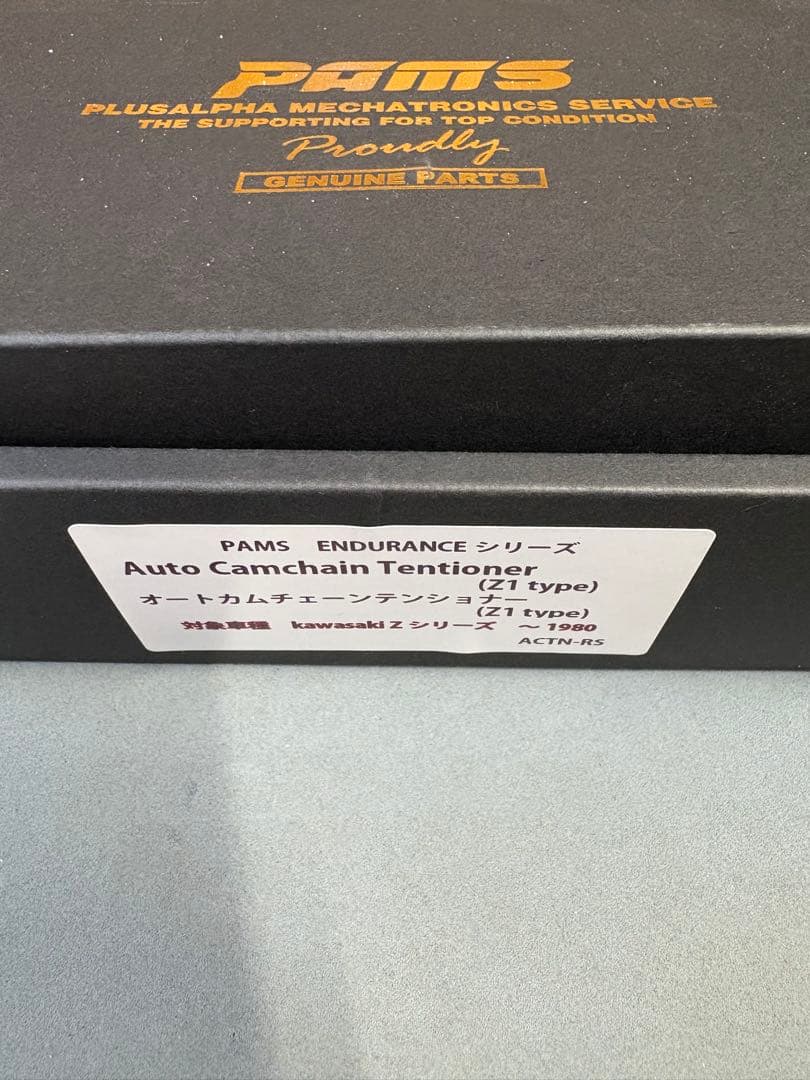 PAMS
PLUSALPHA MECHATRONICS SERVICE
THE SUPPORTING FOR TOP CONDITION
Proudly
GENUINE PARTS
PAMS ENDURANCE シリーズ
Auto Camchain Tentioner
(Z1 type)
オートカムチェーンテンショナー
(Z1 type)
対象車種 kawasaki Z シリーズ ～1980
ACTN-RS